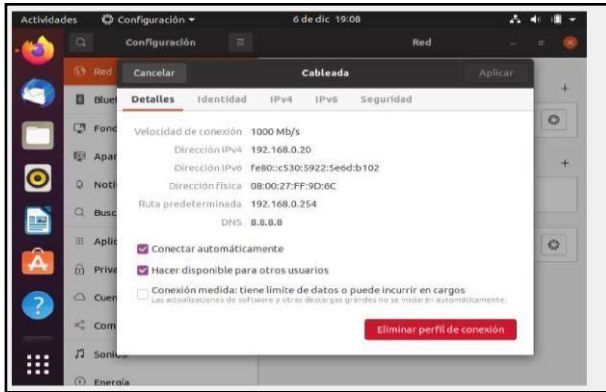 Actividades Configuración 6 de dic 19:08
Configuración Red
Red Cancelar Cableada Aplicar
Blue Detalles Identidad IPv4 IPv6 Seguridad
Fond Velocidad de conexión 1000 Mb/s
Dirección IPv4 192.168.0.20
Apar Dirección IPv6 fe80::c530:5922:5e6d:b102
Noti Dirección física 08:00:27:FF:9D:6C
Ruta predeterminada 192.168.0.254
Busc DNS 8.8.8.8
Aplic Conectar automáticamente
Priva Hacer disponible para otros usuarios
Cuen Conexión medida: tiene límite de datos o puede incurrir en cargos
Las actualizaciones de software y otras descargas grandes no se iniciarán automáticamente.
Com Eliminar perfil de conexión
Sonido
Energía